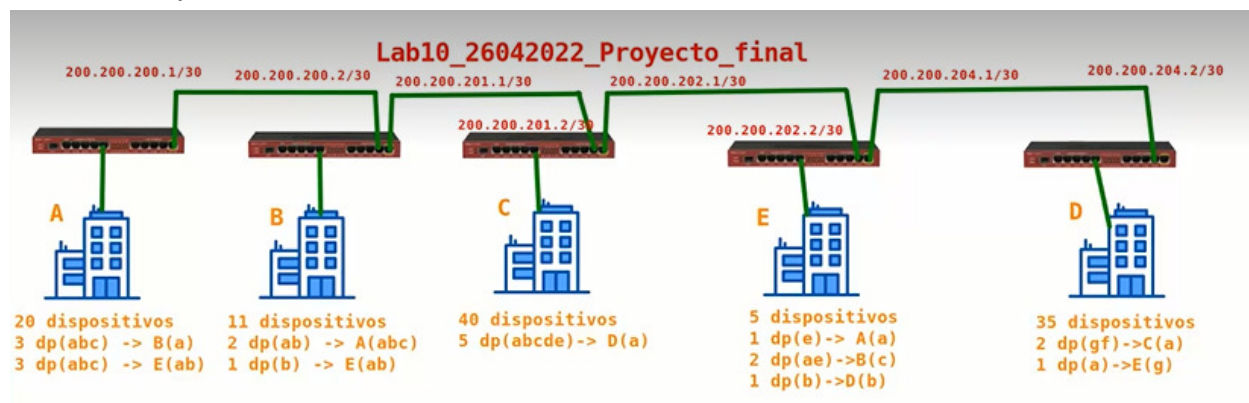 Lab10_26042022_Proyecto_final
200.200.200.1/30
200.200.200.2/30
200.200.201.1/30
200.200.202.1/30
200.200.204.1/30
200.200.204.2/30
200.200.201.2/30
200.200.202.2/30
A
B
C
E
D
20 dispositivos
3 dp(abc) -> B(a)
3 dp(abc) -> E(ab)
11 dispositivos
2 dp(ab) -> A(abc)
1 dp(b) -> E(ab)
40 dispositivos
5 dp(abcde)-> D(a)
5 dispositivos
1 dp(e)-> A(a)
2 dp(ae)->B(c)
1 dp(b)->D(b)
35 dispositivos
2 dp(gf)->C(a)
1 dp(a)->E(g)